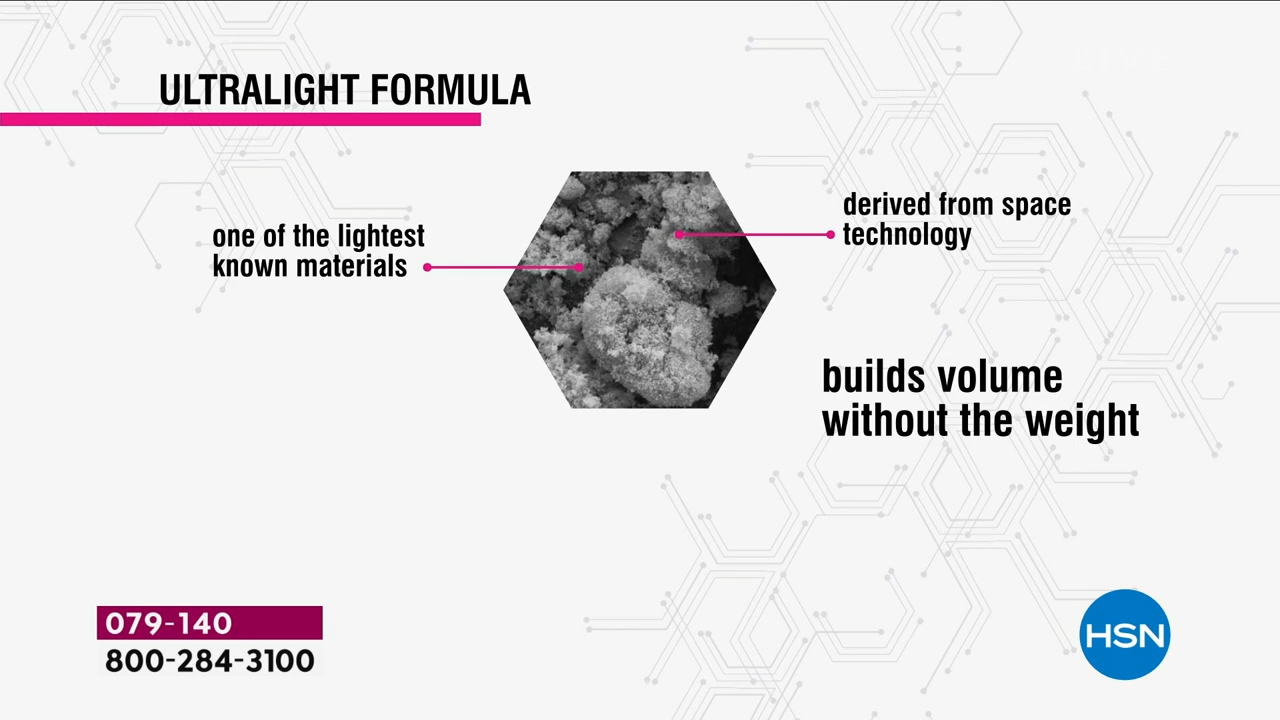 ULTRALIGHT FORMULA
one of the lightest
known materials
derived from space
technology
builds volume
without the weight
079-140
800-284-3100
HSN